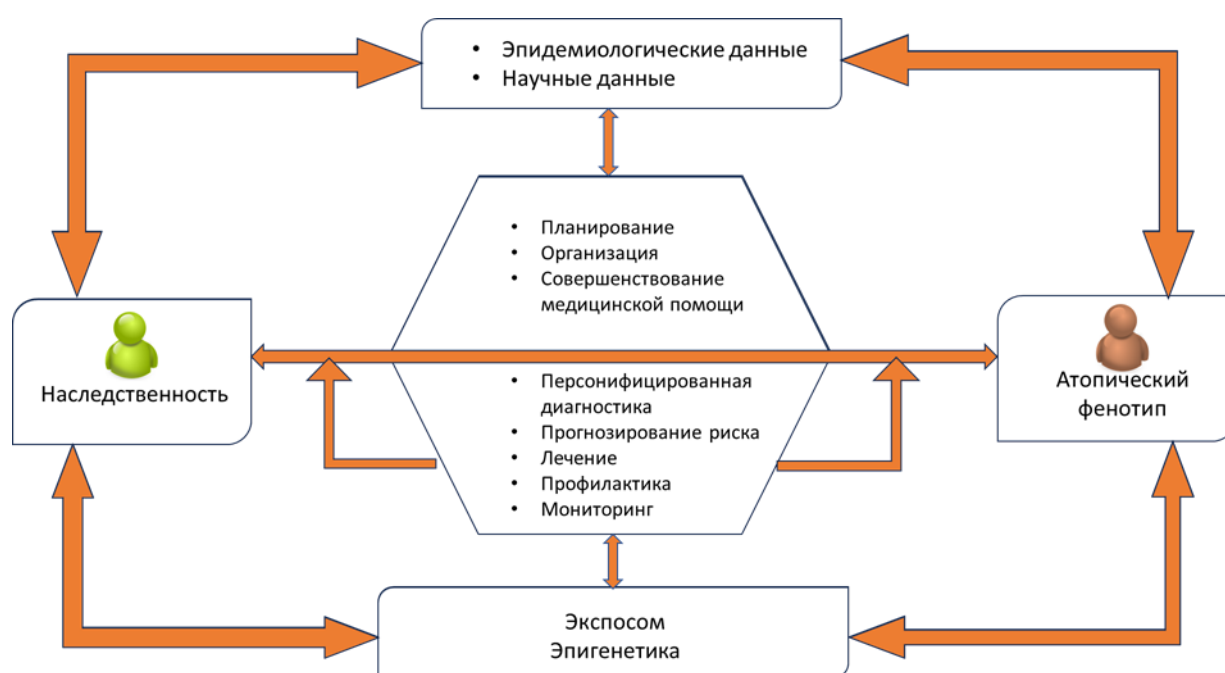 • Эпидемиологические данные
• Научные данные
• Планирование
• Организация
• Совершенствование
медицинской помощи
Наследственность
Атопический
фенотип
• Персонифицированная
диагностика
• Прогнозирование риска
• Лечение
• Профилактика
• Мониторинг
Экспосом
Эпигенетика